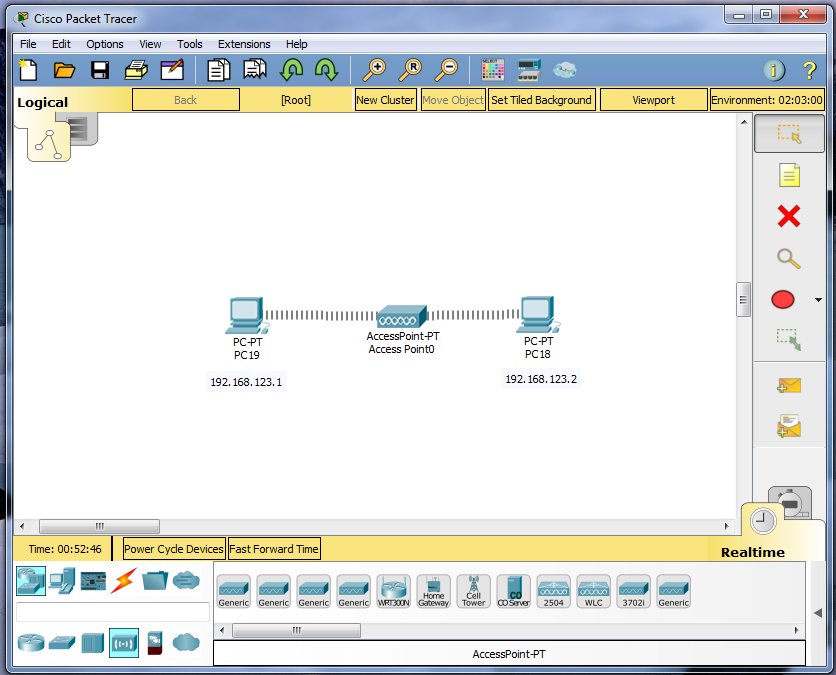 Cisco Packet Tracer
File Edit Options View Tools Extensions Help
Logical Back [Root] New Cluster Move Object Set Tiled Background Viewport Environment: 02:03:00
PC-PT
PC19
192.168.123.1
AccessPoint-PT
Access Point0
PC-PT
PC18
192.168.123.2
Time: 00:52:46 Power Cycle Devices Fast Forward Time Realtime
Generic Generic Generic Generic WRT300N Home Gateway Cell Tower CO Server 2504 WLC 3702i Generic
AccessPoint-PT